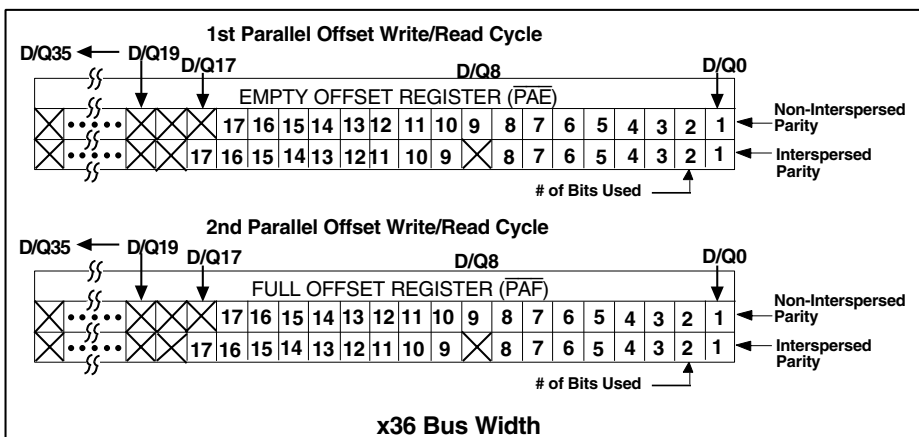 1st Parallel Offset Write/Read Cycle
D/Q35 D/Q19 D/Q17 D/Q8 D/Q0
EMPTY OFFSET REGISTER (PAE)
17 16 15 14 13 12 11 10 9 8 7 6 5 4 3 2 1 Non-Interspersed Parity
17 16 15 14 13 12 11 10 9 8 7 6 5 4 3 2 1 Interspersed Parity
# of Bits Used
2nd Parallel Offset Write/Read Cycle
D/Q35 D/Q19 D/Q17 D/Q8 D/Q0
FULL OFFSET REGISTER (PAF)
17 16 15 14 13 12 11 10 9 8 7 6 5 4 3 2 1 Non-Interspersed Parity
17 16 15 14 13 12 11 10 9 8 7 6 5 4 3 2 1 Interspersed Parity
# of Bits Used
x36 Bus Width